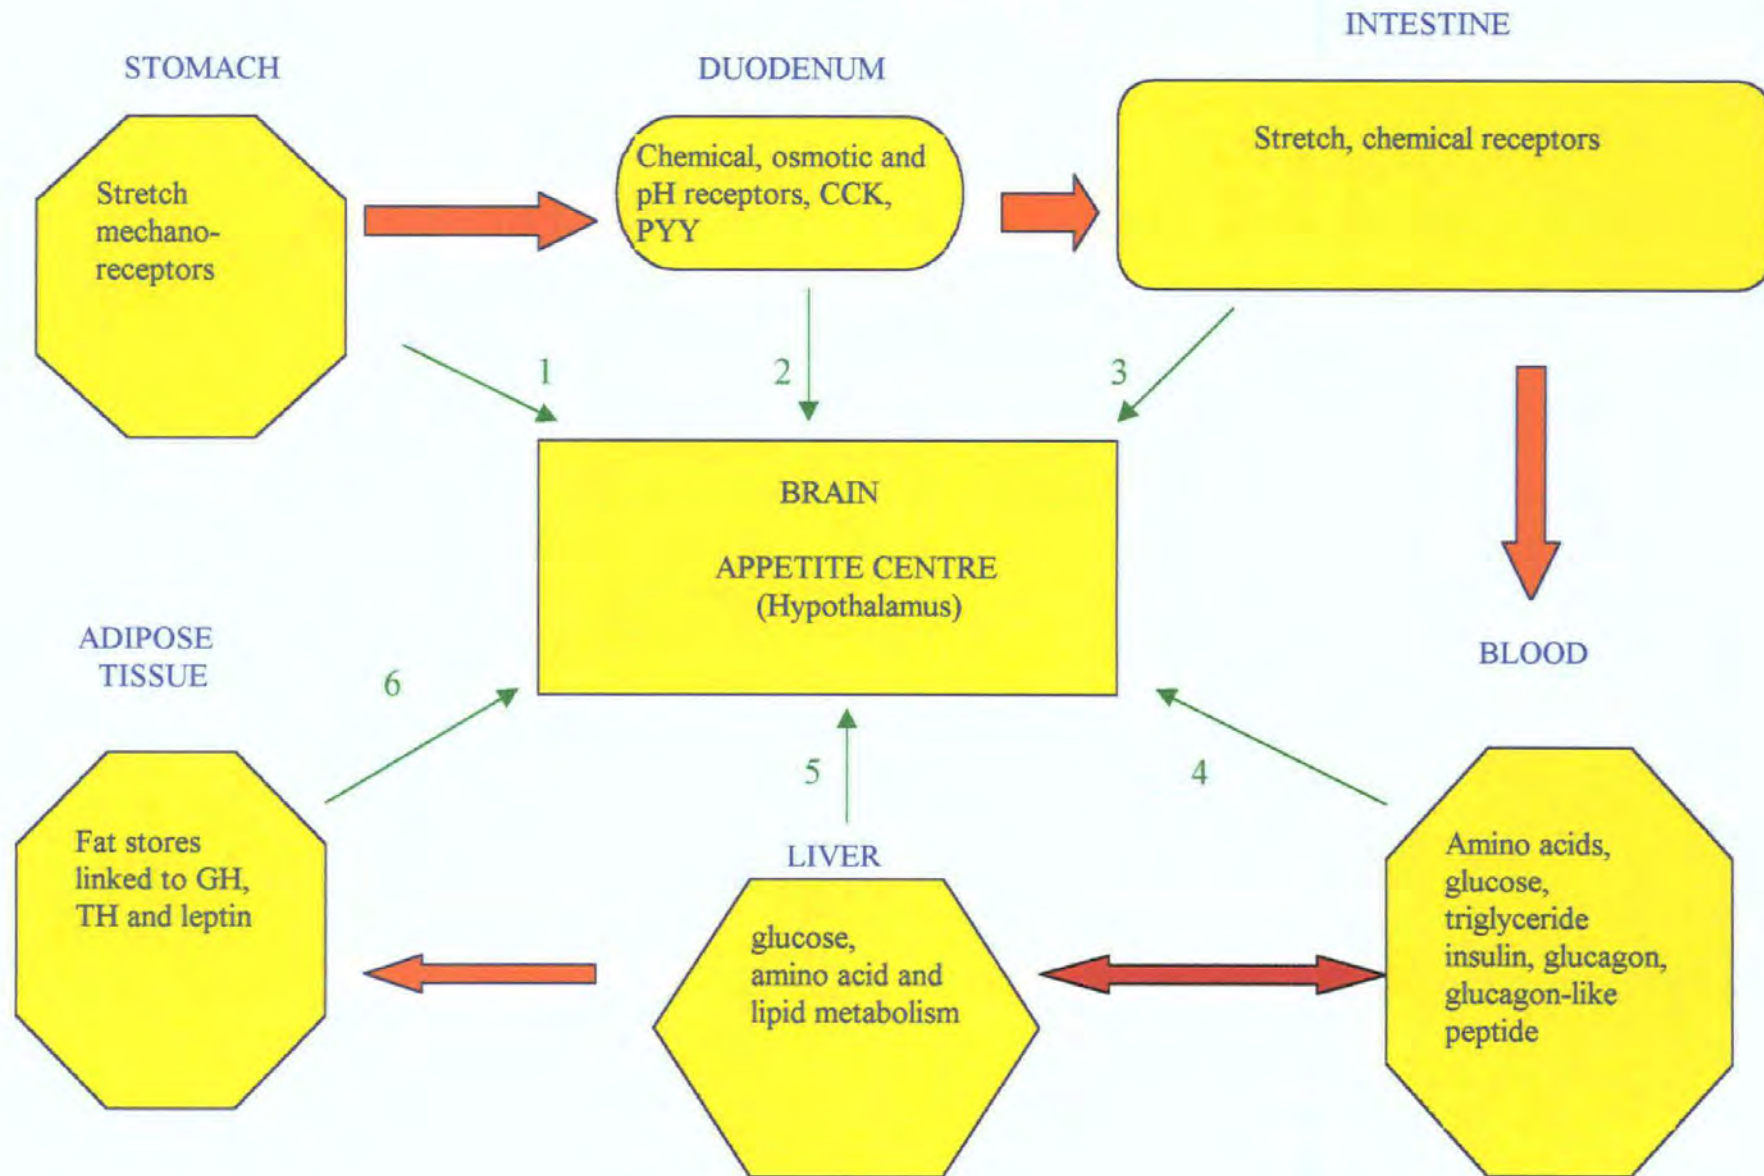 INTESTINE
STOMACH
DUODENUM
Stretch
mechano-
receptors
Chemical, osmotic and
pH receptors, CCK,
PYY
Stretch, chemical receptors
1
2
3
BRAIN
APPETITE CENTRE
(Hypothalamus)
ADIPOSE
TISSUE
6
5
4
BLOOD
Fat stores
linked to GH,
TH and leptin
LIVER
glucose,
amino acid and
lipid metabolism
Amino acids,
glucose,
triglyceride
insulin, glucagon,
glucagon-like
peptide